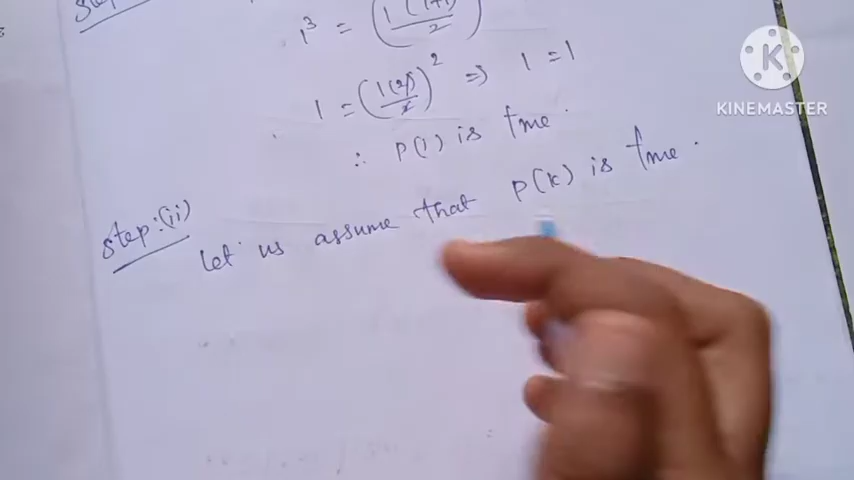 1³ = (1(1+1)/2)
1 = (1(2)/2)² ⇒ 1 = 1
∴ P(1) is true.
Step:(ii)
Let us assume that P(k) is true.
KINEMASTER